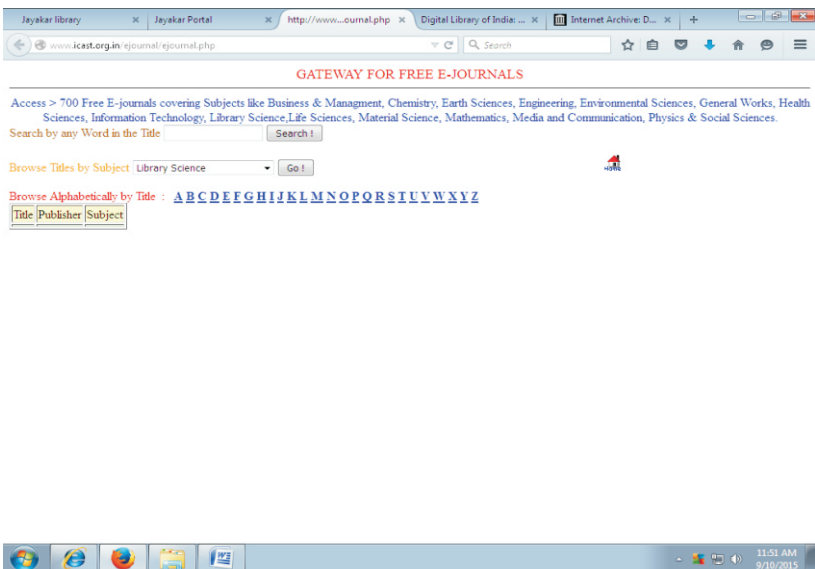 Jayakar library × Jayakar Portal × http://www...ournal.php × Digital Library of India: ... × Internet Archive: D... × +
www.icast.org.in/ejournal/ejournal.php Search
GATEWAY FOR FREE E-JOURNALS
Access > 700 Free E-journals covering Subjects like Business & Managment, Chemistry, Earth Sciences, Engineering, Environmental Sciences, General Works, Health
Sciences, Information Technology, Library Science,Life Sciences, Material Science, Mathematics, Media and Communication, Physics & Social Sciences.
Search by any Word in the Title Search !
Browse Titles by Subject Library Science Go !
Home
Browse Alphabetically by Title : A B C D E F G H I J K L M N O P Q R S T U V W X Y Z
Title Publisher Subject
11:51 AM
9/10/2015